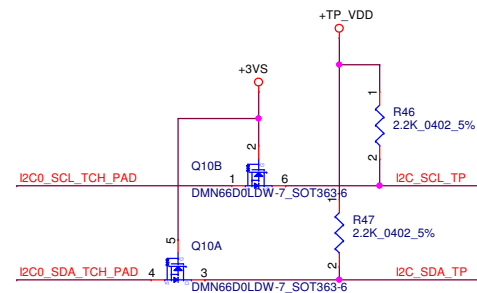 +TP_VDD
+3VS
1
R46
2.2K_0402_5%
2
2
Q10B
I2C0_SCL_TCH_PAD
1
6
I2C_SCL_TP
DMN66D0LDW-7_SOT363-6
1
R47
2.2K_0402_5%
5
Q10A
2
I2C0_SDA_TCH_PAD
4
3
I2C_SDA_TP
DMN66D0LDW-7_SOT363-6